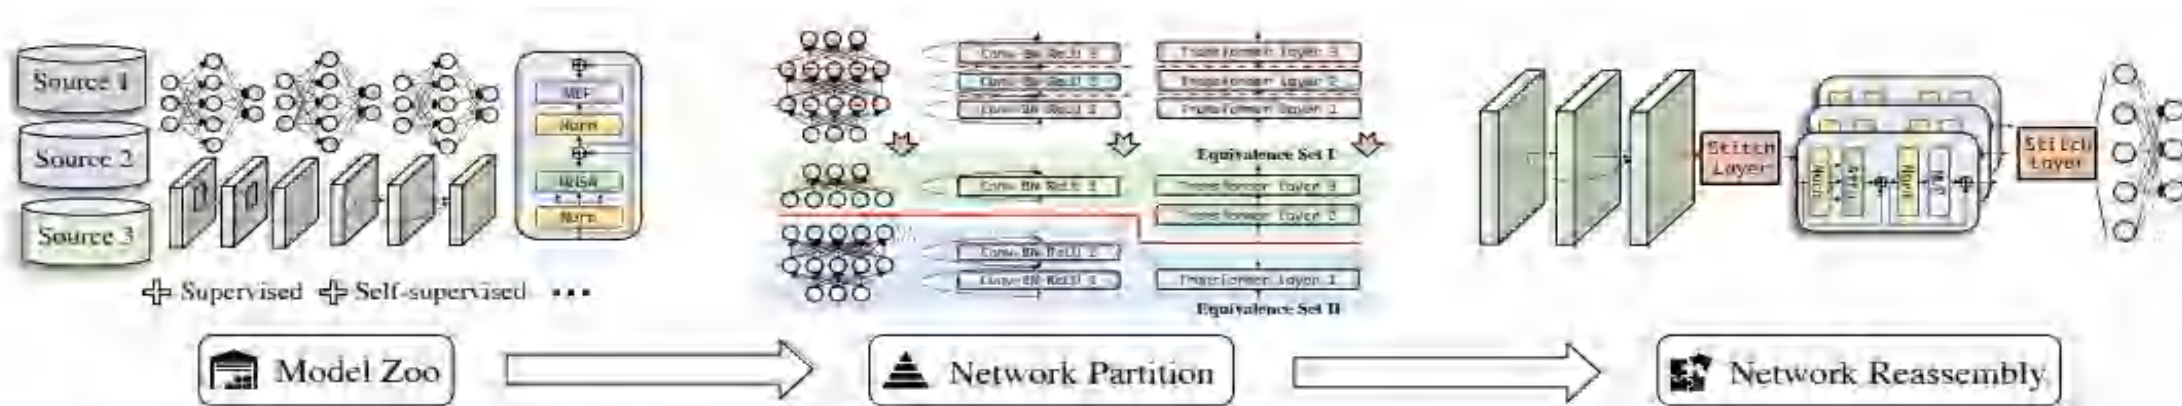 Source 1
Source 2
Source 3
MLP
Norm
MHSA
Norm
Supervised Self-supervised ...
Model Zoo
Conv-BN-ReLU 3
Conv-BN-ReLU 2
Conv-BN-ReLU 1
Transformer Layer 3
Transformer Layer 2
Transformer Layer 1
Equivalence Set I
Conv-BN-ReLU 3
Transformer Layer 3
Transformer Layer 2
Conv-BN-ReLU 2
Conv-BN-ReLU 1
Transformer Layer 1
Equivalence Set II
Network Partition
Stitch
Layer
Norm
Norm
MLP
Stitch
Layer
Network Reassembly